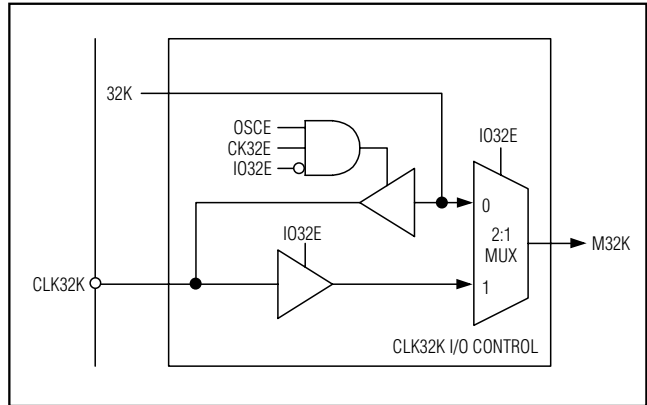 32K
OSCE
CK32E
IO32E
IO32E
0
IO32E
2:1
MUX
M32K
CLK32K
1
CLK32K I/O CONTROL